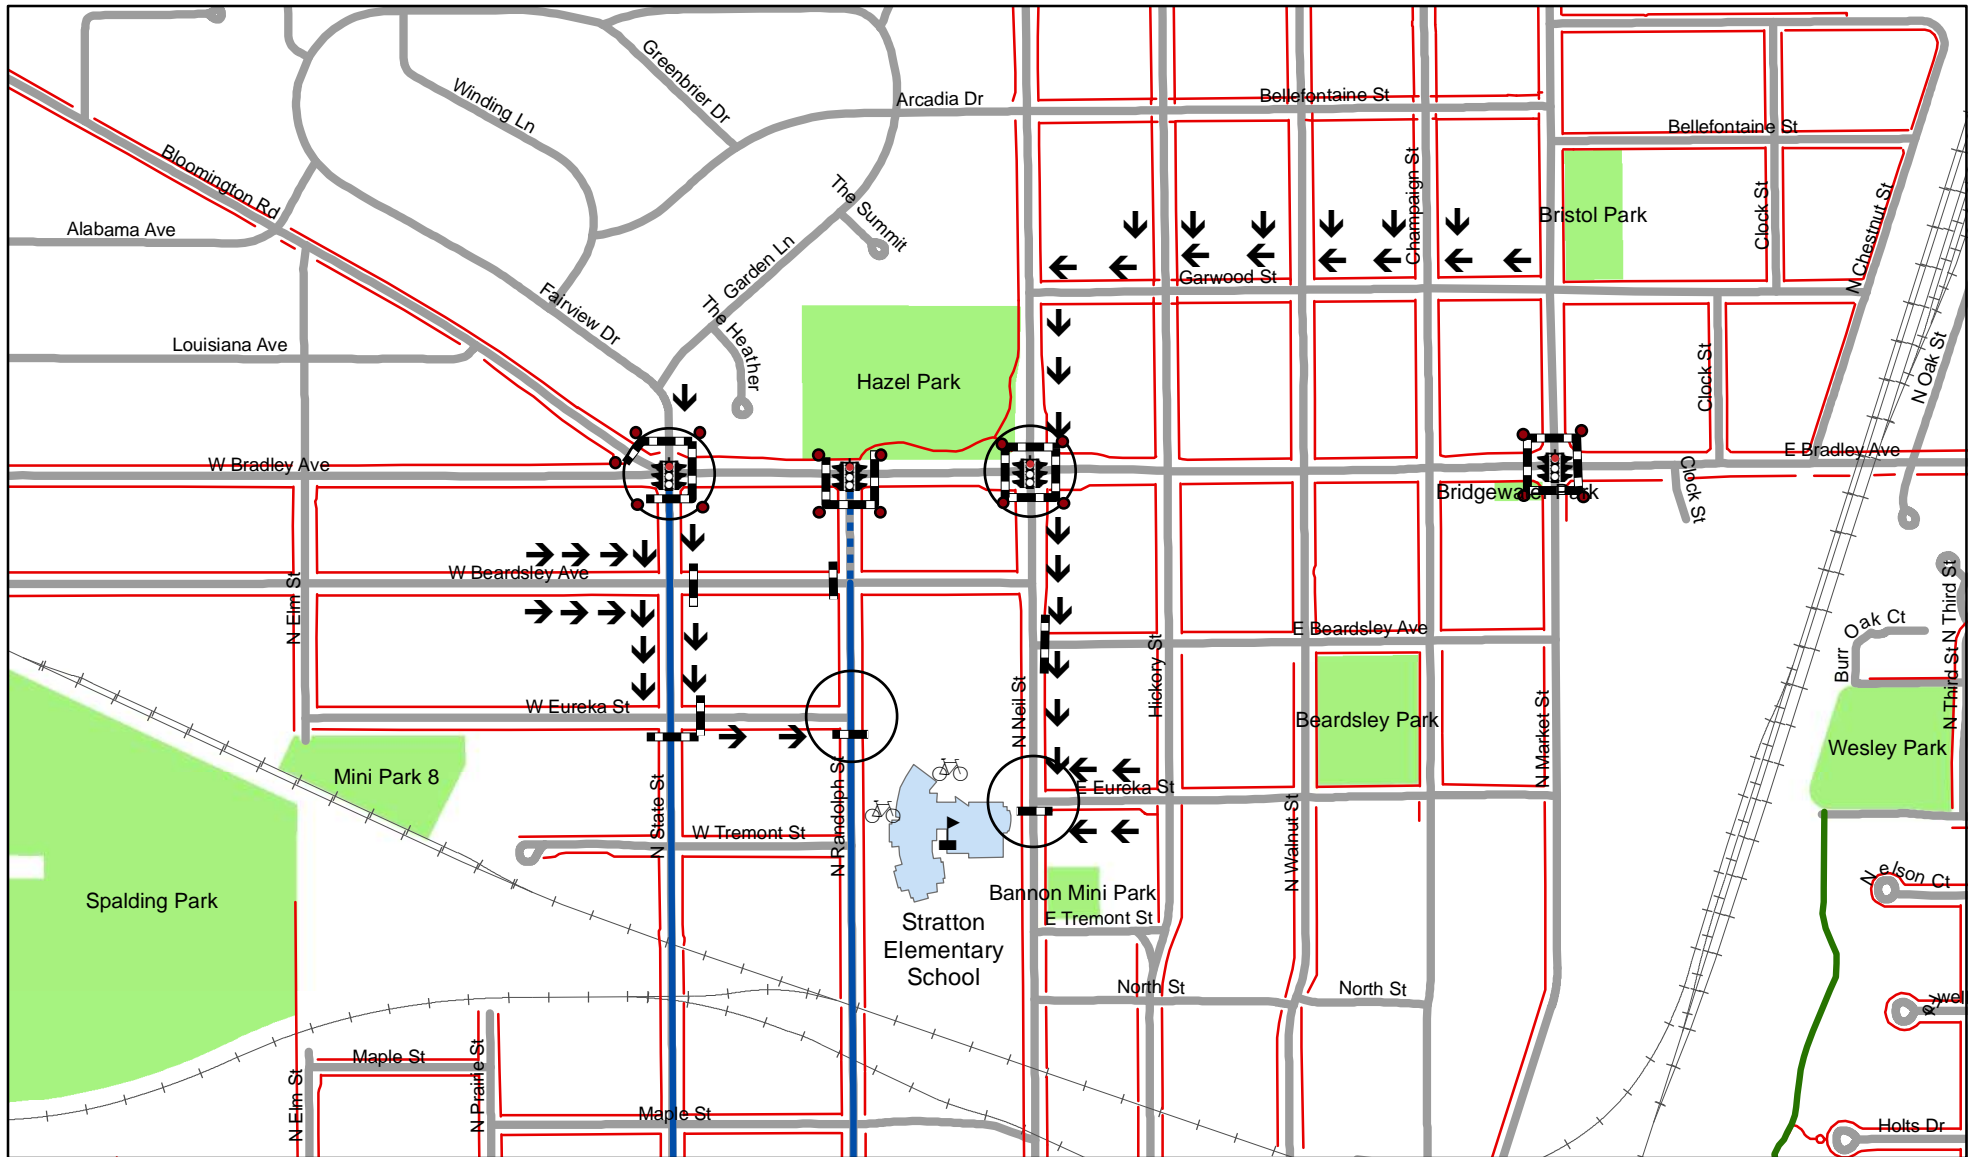 Greenbrier Dr
Winding Ln
Arcadia Dr
Bellefontaine St
Bellefontaine St
Bloomington Rd
Champaign St
Clock St
The Summit
Bristol Park
N Chestnut St
Alabama Ave
Garden Ln
Garwood St
Fairview Dr
The Heather
Louisiana Ave
Hazel Park
Clock St
N Oak St
W Bradley Ave
E Bradley Ave
Bridgewater Park
Clock St
W Beardsley Ave
N Elm St
E Beardsley Ave
Burr Oak Ct
N Third St
N Third St
Hickory St
W Eureka St
N Neil St
Beardsley Park
N Market St
Wesley Park
Mini Park 8
E Eureka St
N State St
W Tremont St
N Randolph St
N Walnut St
Spalding Park
Bannon Mini Park
Nelson Ct
E Tremont St
Stratton
Elementary
School
North St
North St
Maple St
N Elm St
N Prairie St
Maple St
Holts Dr